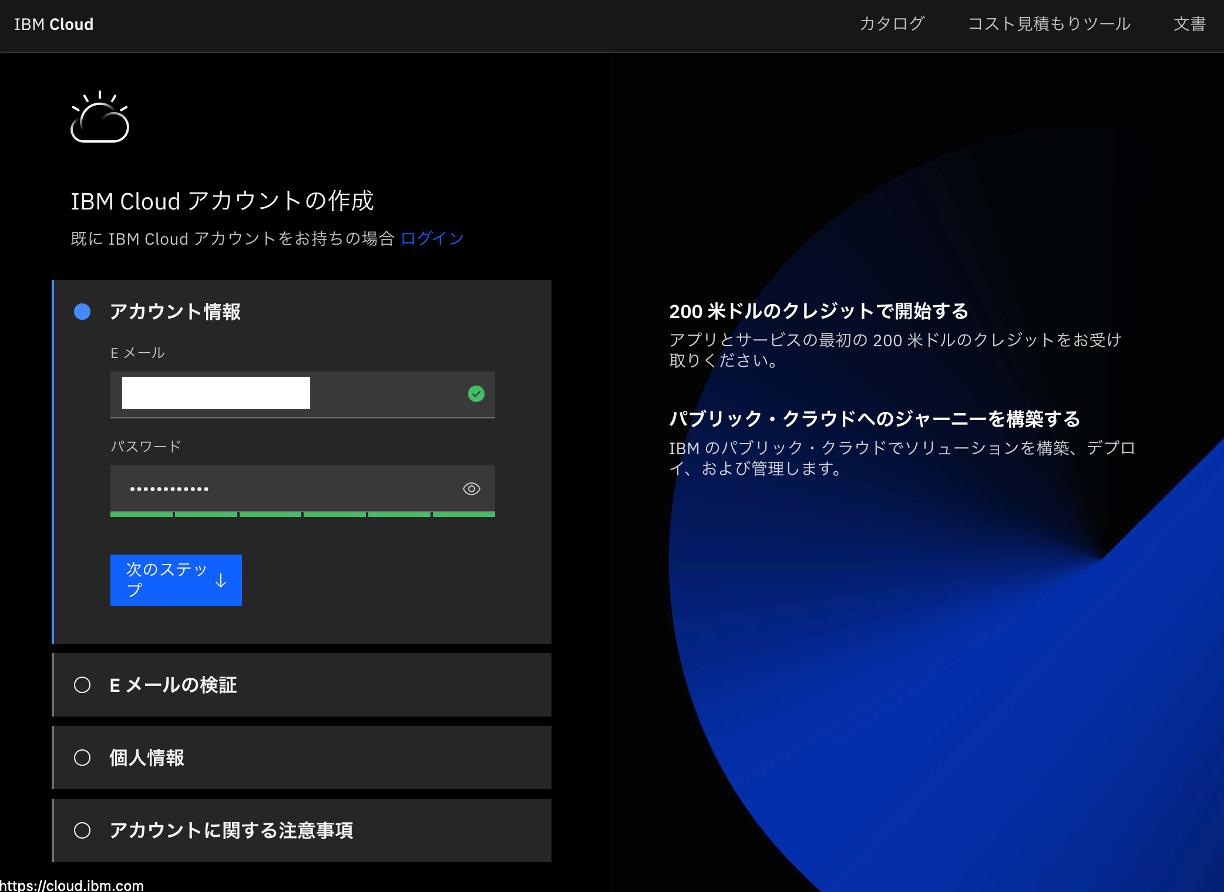 IBM Cloud
カタログ
コスト見積もりツール
文書
IBM Cloud アカウントの作成
既に IBM Cloud アカウントをお持ちの場合 ログイン
アカウント情報
E メール
パスワード
••••••••••••
次のステッ
プ
E メールの検証
個人情報
アカウントに関する注意事項
200 米ドルのクレジットで開始する
アプリとサービスの最初の 200 米ドルのクレジットをお受け
取りください。
パブリック・クラウドへのジャーニーを構築する
IBM のパブリック・クラウドでソリューションを構築、デプロ
イ、および管理します。
https://cloud.ibm.com